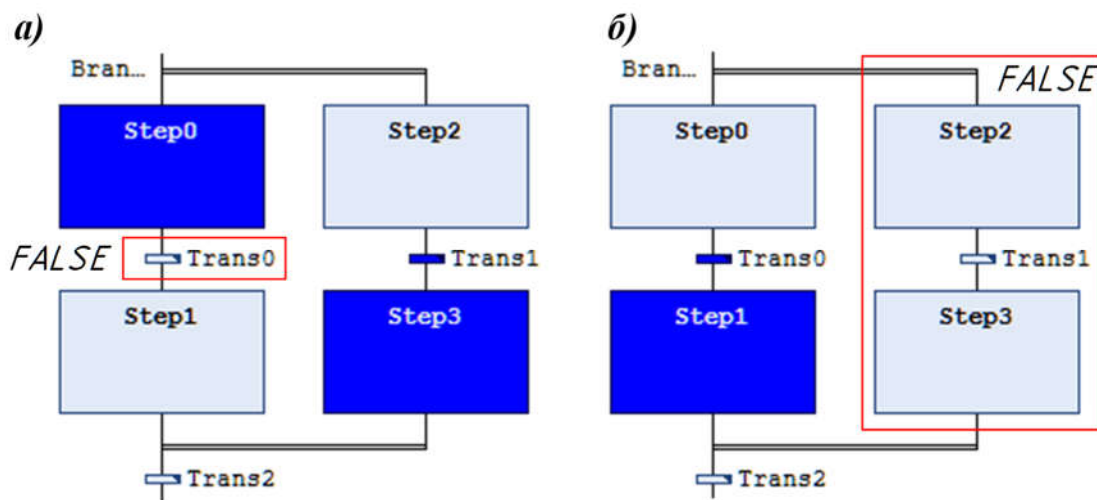 а)
б)
Bran…
Bran…
FALSE
Step0
Step2
Step0
Step2
FALSE
Trans0
Trans1
Trans0
Trans1
Step1
Step3
Step1
Step3
Trans2
Trans2